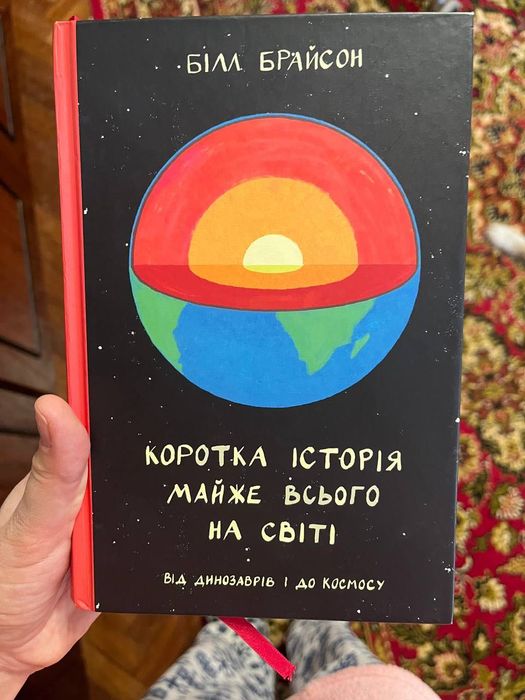 БІЛЛ БРАЙСОН
КОРОТКА ІСТОРІЯ
МАЙЖЕ ВСЬОГО
НА СВІТІ
ВІД ДИНОЗАВРІВ І ДО КОСМОСУ